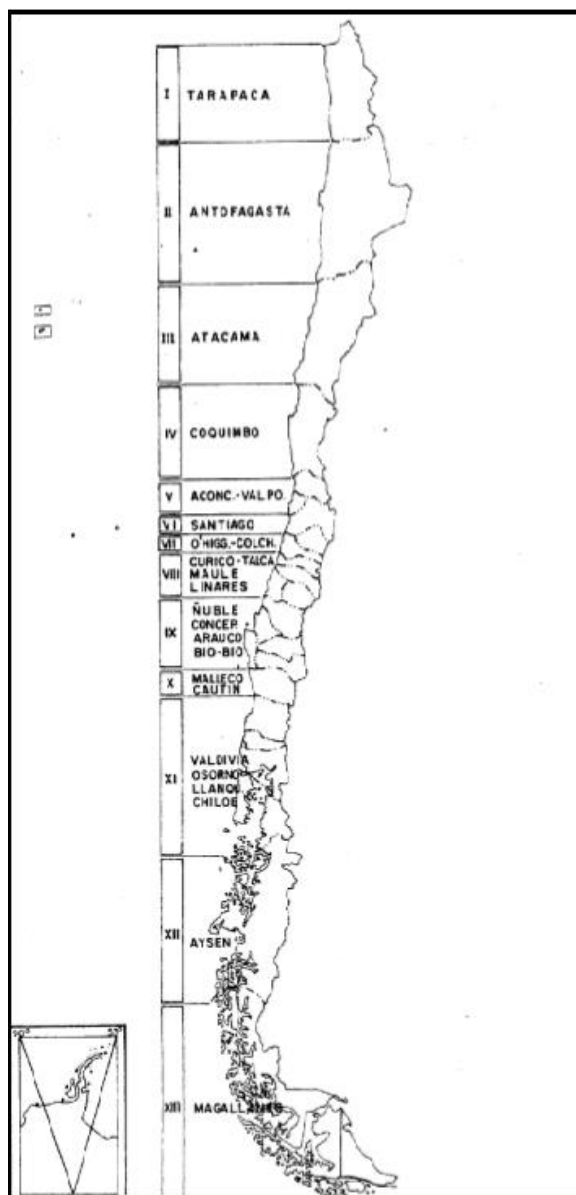 I TARAPACA
II ANTOFAGASTA
III ATACAMA
IV COQUIMBO
V ACONC.-VALPO.
VI SANTIAGO
VII O'HIGG.-COLCH.
VIII CURICO-TALCA
MAULE
LINARES
IX ÑUBLE
CONCEP.
ARAUCO
BIO-BIO
X MALLECO
CAUTIN
XI VALDIVIA
OSORNO
LLANQ.
CHILOE
XII AYSEN
XIII MAGALLANES